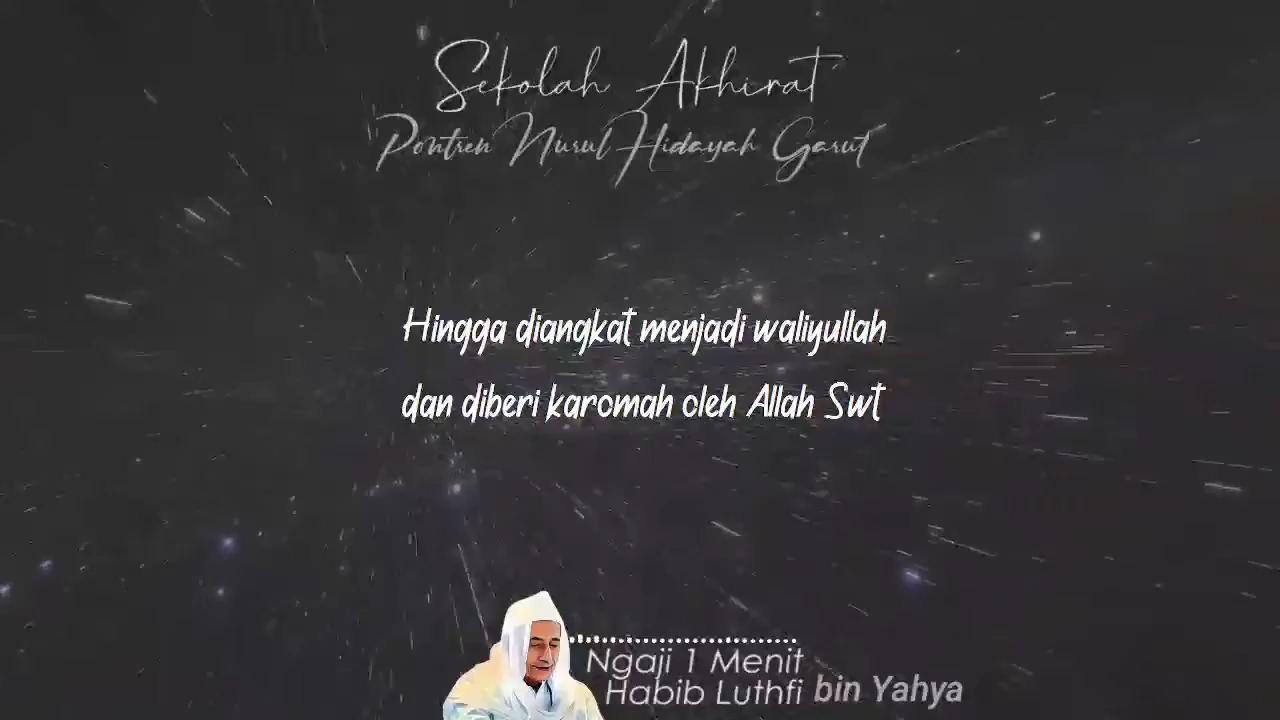 Sekolah Akhirat
Pontren Nurul Hidayah Garut
Hingga diangkat menjadi waliyullah
dan diberi karomah oleh Allah Swt
Ngaji 1 Menit
Habib Luthfi bin Yahya